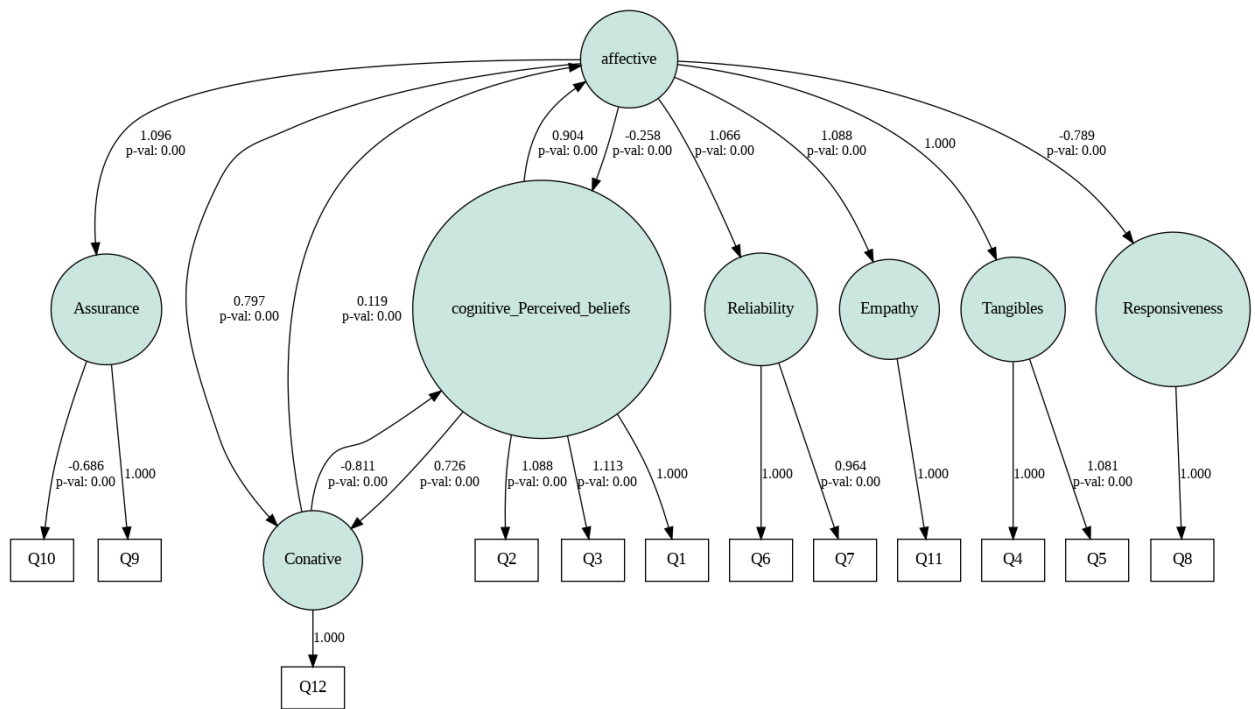 affective
1.096
p-val: 0.00
0.904
p-val: 0.00
-0.258
p-val: 0.00
1.066
p-val: 0.00
1.088
p-val: 0.00
1.000
-0.789
p-val: 0.00
Assurance
0.797
p-val: 0.00
0.119
p-val: 0.00
cognitive_Perceived_beliefs
Reliability
Empathy
Tangibles
Responsiveness
-0.686
p-val: 0.00
1.000
-0.811
p-val: 0.00
0.726
p-val: 0.00
1.088
p-val: 0.00
1.113
p-val: 0.00
1.000
1.000
0.964
p-val: 0.00
1.000
1.000
1.081
p-val: 0.00
1.000
Q10
Q9
Conative
Q2
Q3
Q1
Q6
Q7
Q11
Q4
Q5
Q8
1.000
Q12